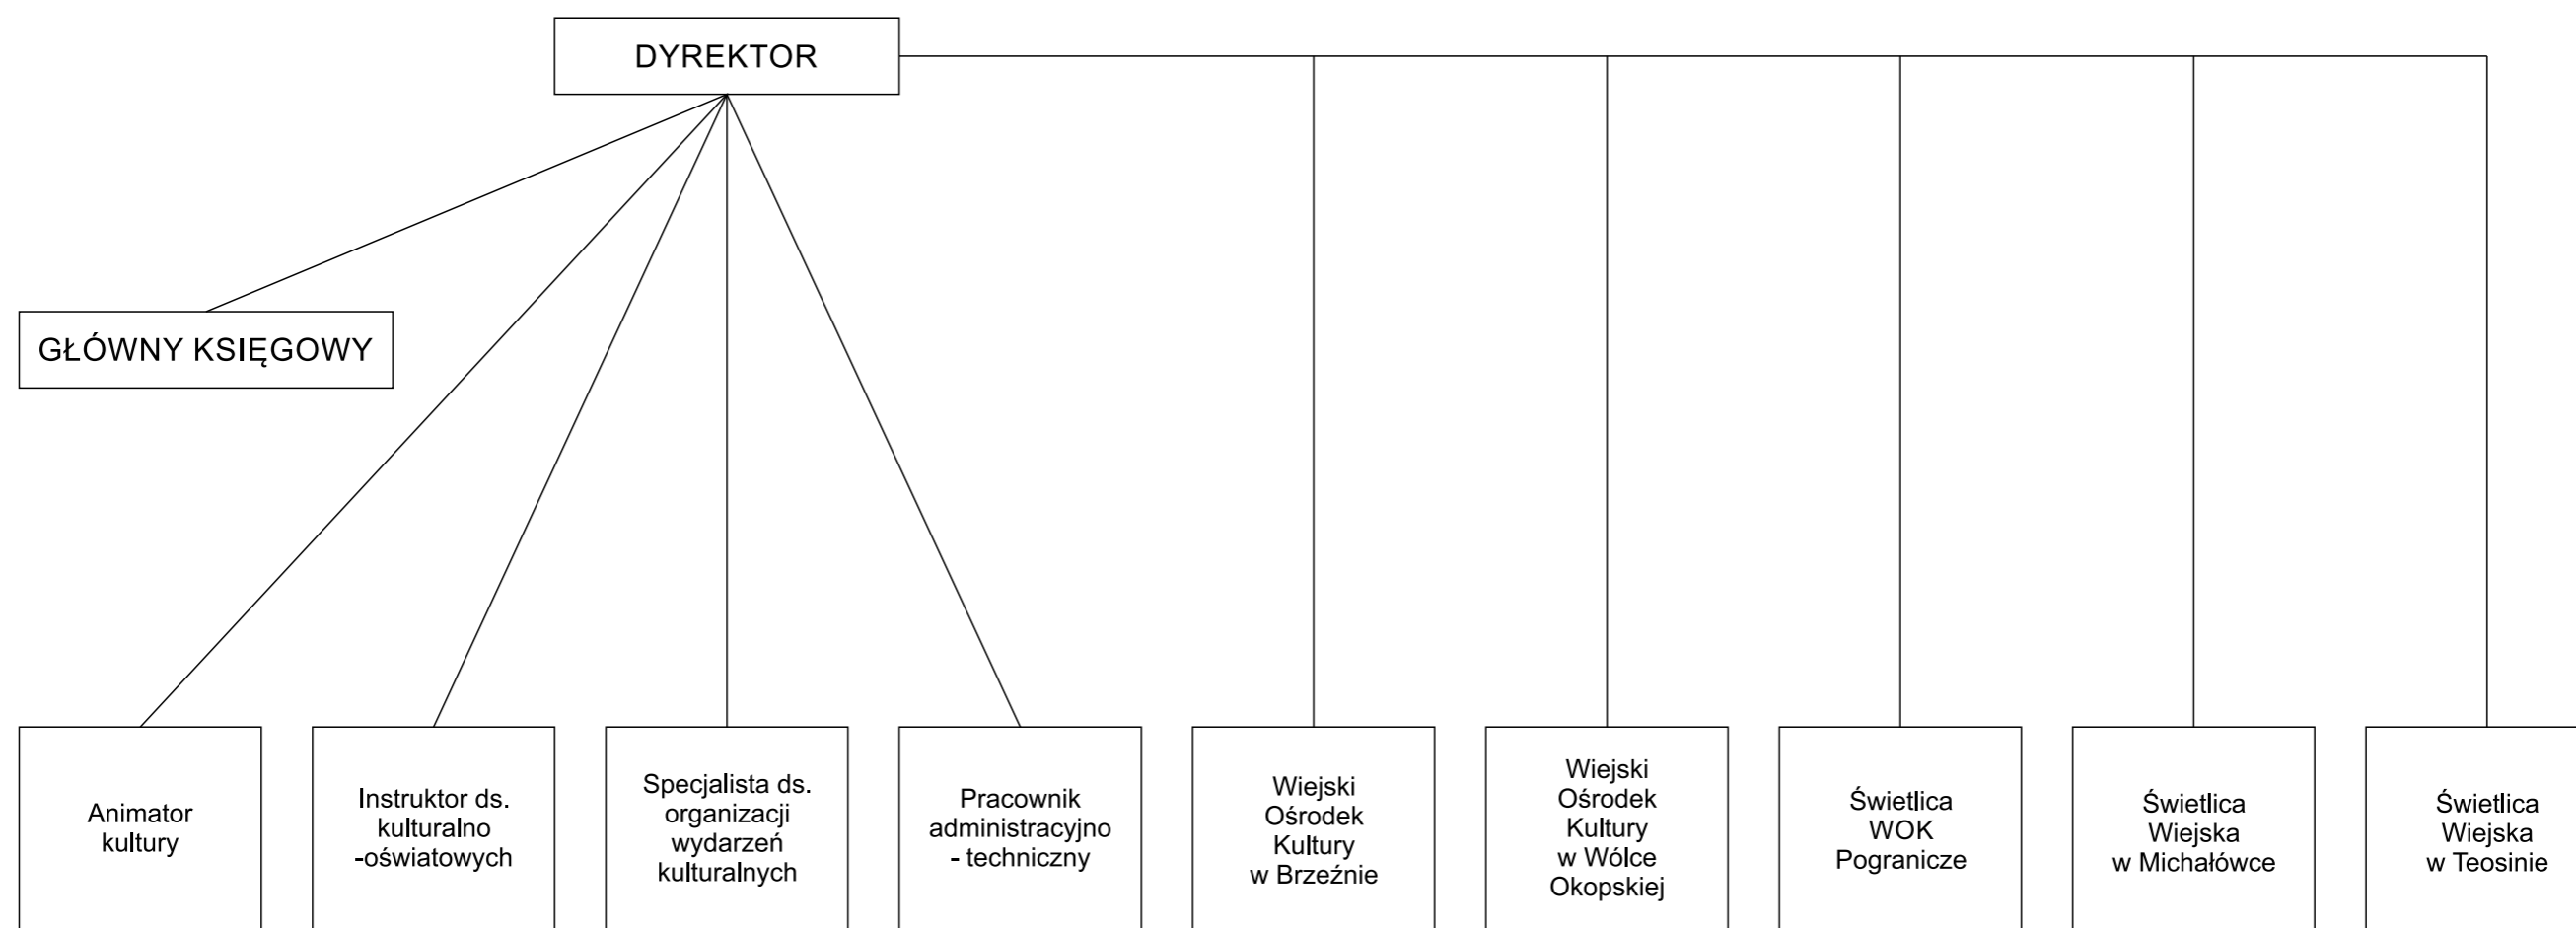 DYREKTOR
GŁÓWNY KSIĘGOWY
Animator
kultury
Instruktor ds.
kulturalno
-oświatowych
Specjalista ds.
organizacji
wydarzeń
kulturalnych
Pracownik
administracyjno
- techniczny
Wiejski
Ośrodek
Kultury
w Brzeźnie
Wiejski
Ośrodek
Kultury
w Wólce
Okopskiej
Świetlica
WOK
Pogranicze
Świetlica
Wiejska
w Michałówce
Świetlica
Wiejska
w Teosinie